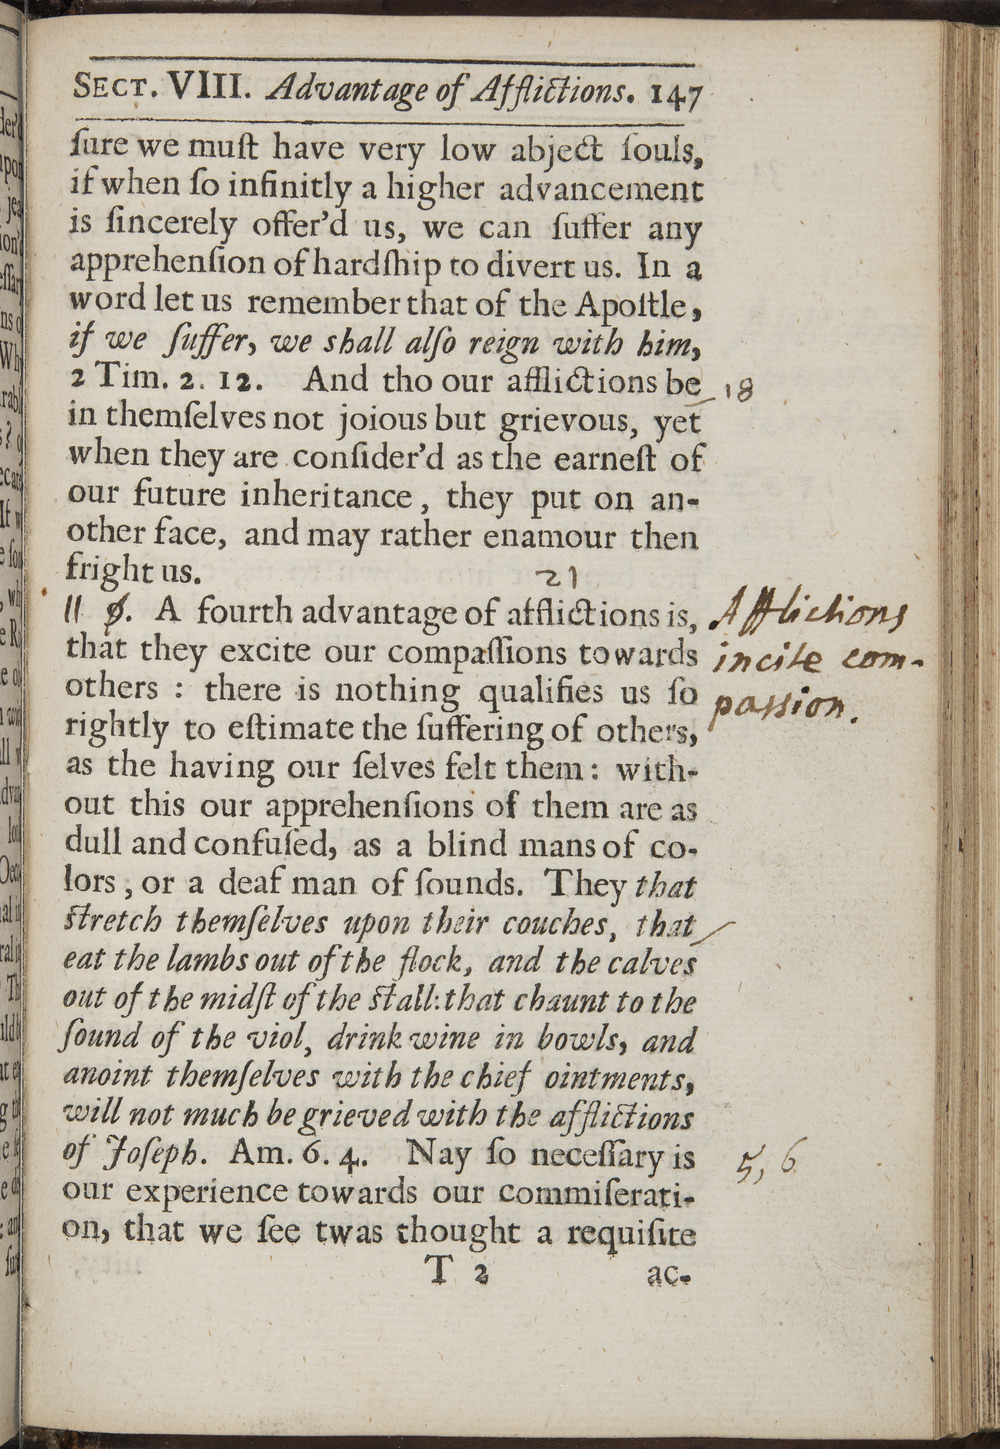 SECT. VIII. Advantage of Afflictions. 147
ſure we muſt have very low abject ſouls,
if when ſo infinitly a higher advancement
is ſincerely offer’d us, we can ſuffer any
apprehenſion of hardſhip to divert us. In a
word let us remember that of the Apoſtle,
if we ſuffer, we shall alſo reign with him,
2 Tim. 2. 12. And tho our afflictions be 18
in themſelves not joious but grievous, yet
when they are conſider’d as the earneſt of
our future inheritance, they put on an-
other face, and may rather enamour then
fright us.
21
11 . A fourth advantage of afflictions is,
Afflictions
that they excite our compaſſions towards
incite com-
others : there is nothing qualifies us ſo
passion.
rightly to eſtimate the ſuffering of others,
as the having our ſelves felt them: with-
out this our apprehenſions of them are as
dull and confuſed, as a blind mans of co-
lors, or a deaf man of ſounds. They that
ſtretch themſelves upon their couches, that
eat the lambs out of the flock, and the calves
out of the midſt of the ſtall: that chaunt to the
ſound of the viol, drink wine in bowls, and
anoint themſelves with the chief ointments,
will not much be grieved with the afflictions
of Joſeph. Am. 6. 4. Nay ſo neceſſary is 5, 6
our experience towards our commiſerati-
on, that we ſee twas thought a requiſite
T 2 ac-